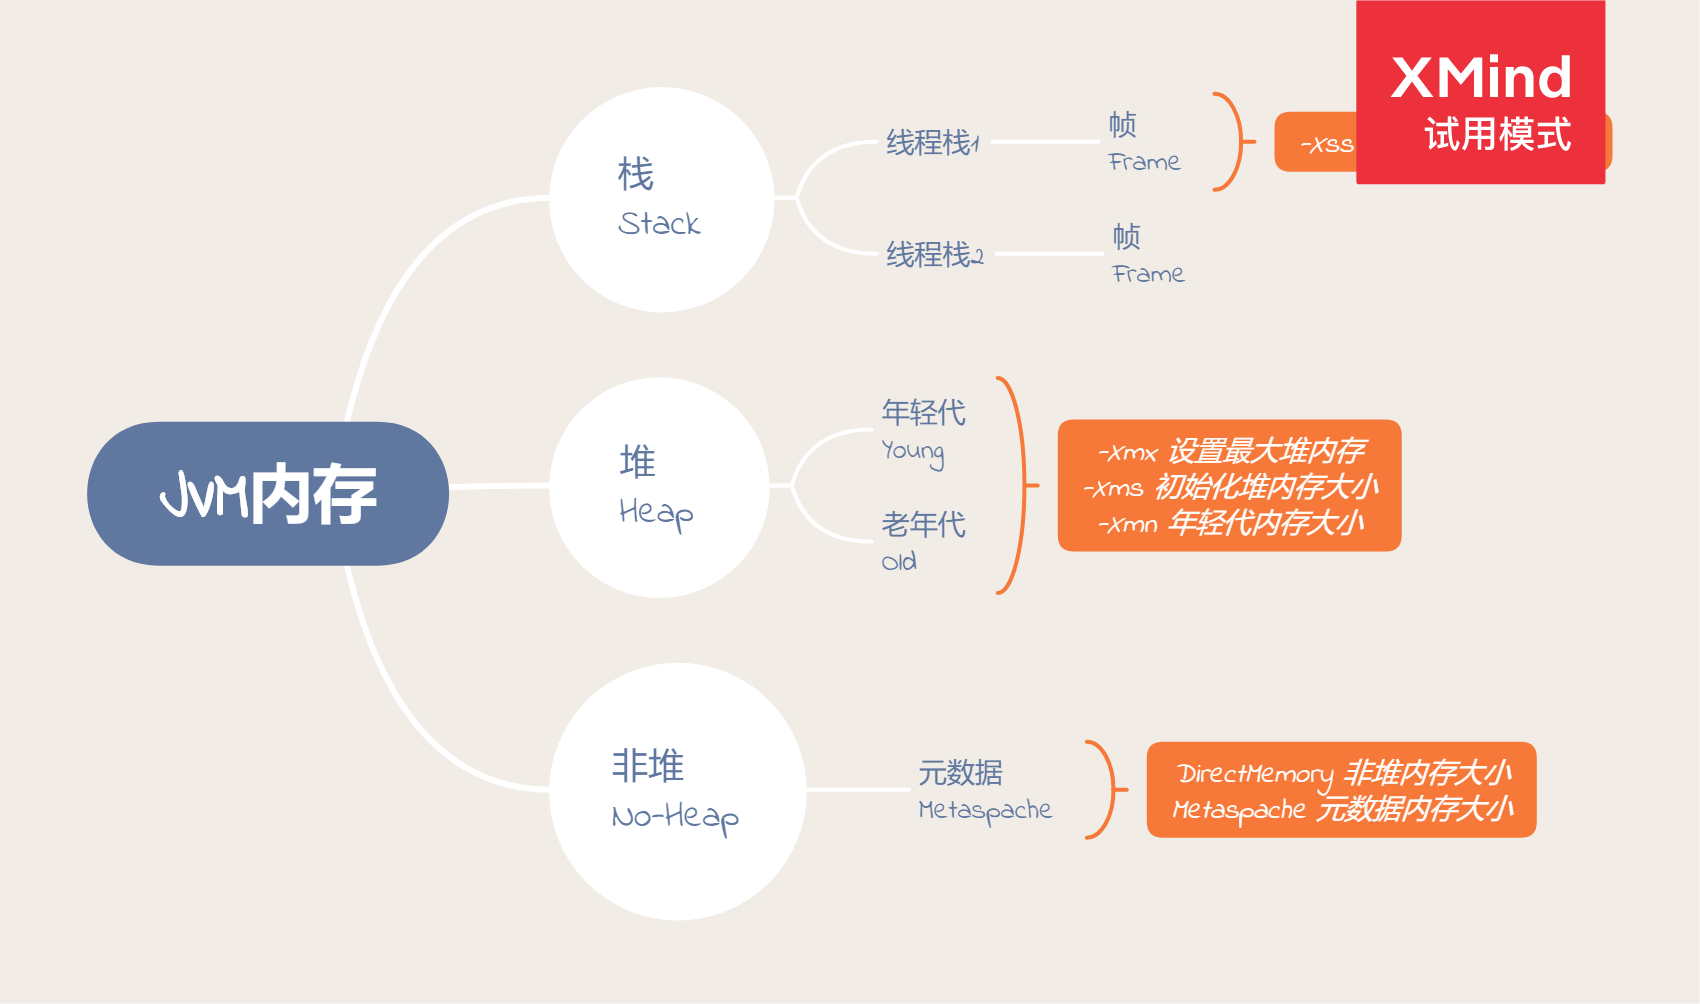 XMind
试用模式
JVM内存
栈
Stack
线程栈1
帧
Frame
-Xss
线程栈2
帧
Frame
堆
Heap
年轻代
Young
老年代
Old
-Xmx 设置最大堆内存
-Xms 初始化堆内存大小
-Xmn 年轻代内存大小
非堆
No-Heap
元数据
Metaspache
DirectMemory 非堆内存大小
Metaspache 元数据内存大小